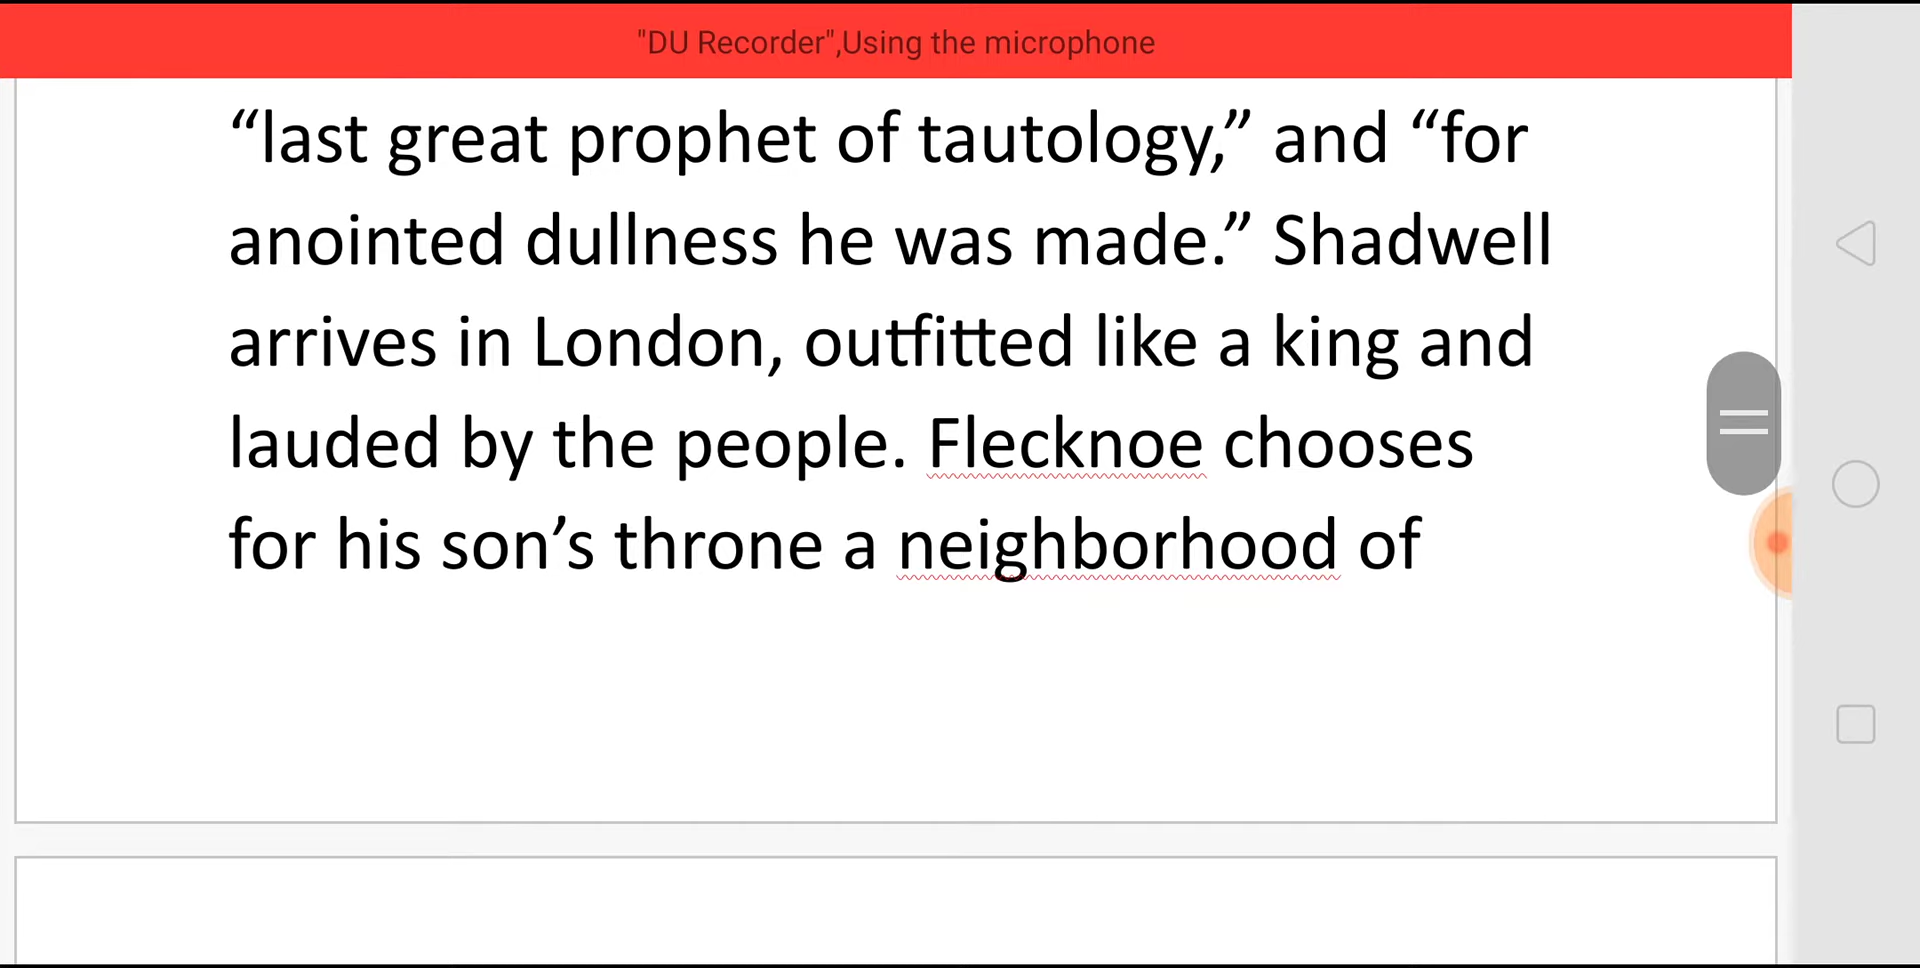 "DU Recorder",Using the microphone
“last great prophet of tautology,” and “for
anointed dullness he was made.” Shadwell
arrives in London, outfitted like a king and
lauded by the people. Flecknoe chooses
for his son’s throne a neighborhood of